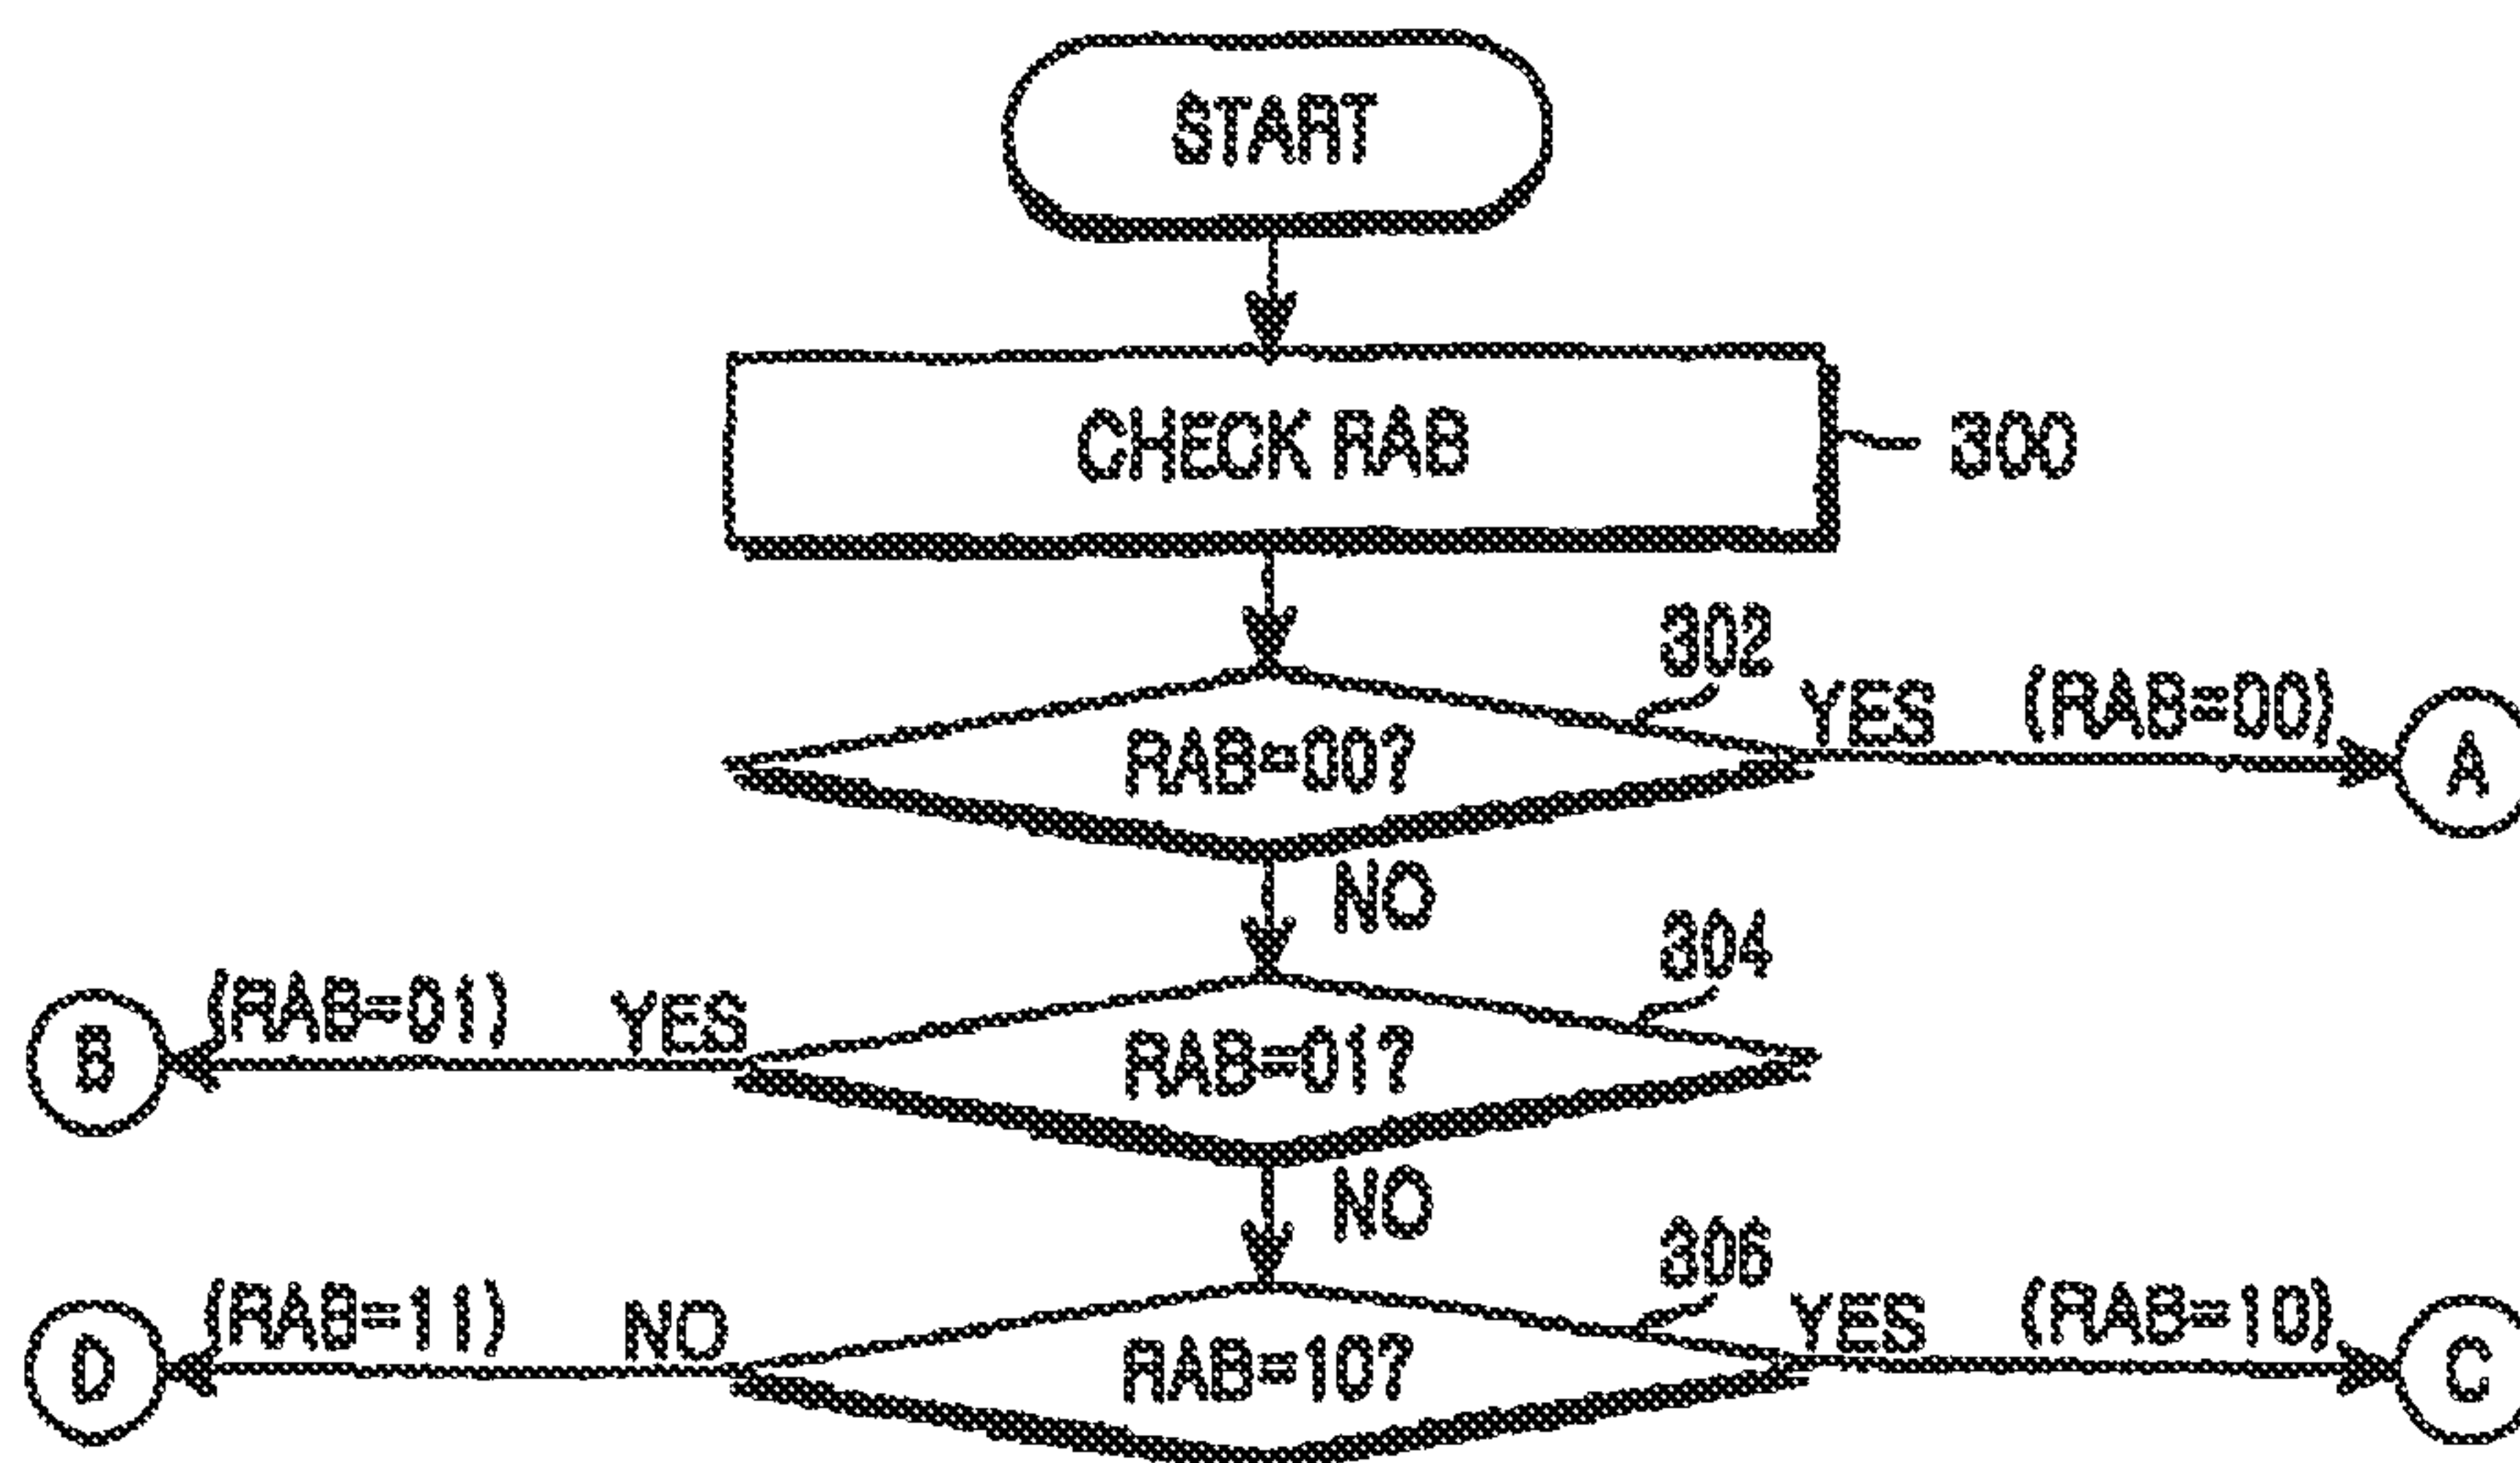 START
CHECK RAB
300
302
RAB=00?
YES
(RAB=00)
A
NO
304
B
(RAB=01)
YES
RAB=01?
NO
306
D
(RAB=11)
NO
RAB=10?
YES
(RAB=10)
C